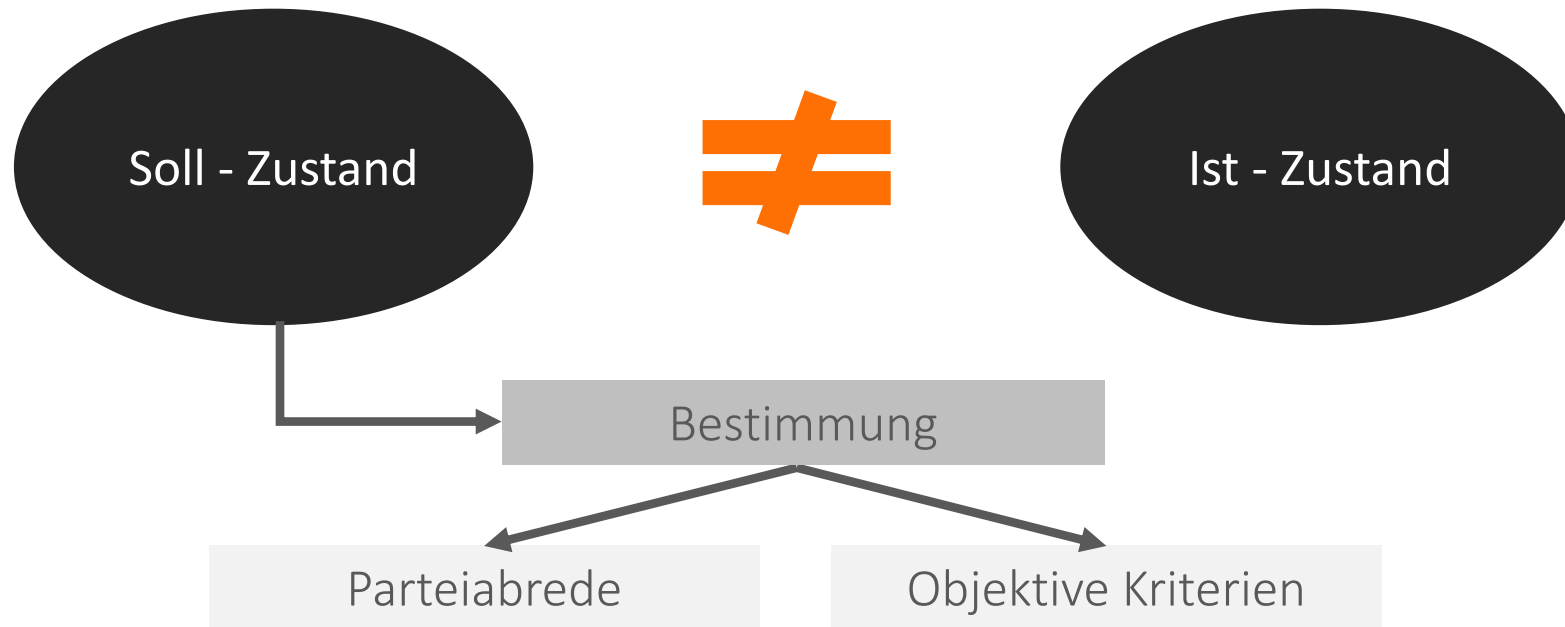 Soll - Zustand
≠
Ist - Zustand
Bestimmung
Parteiabrede
Objektive Kriterien